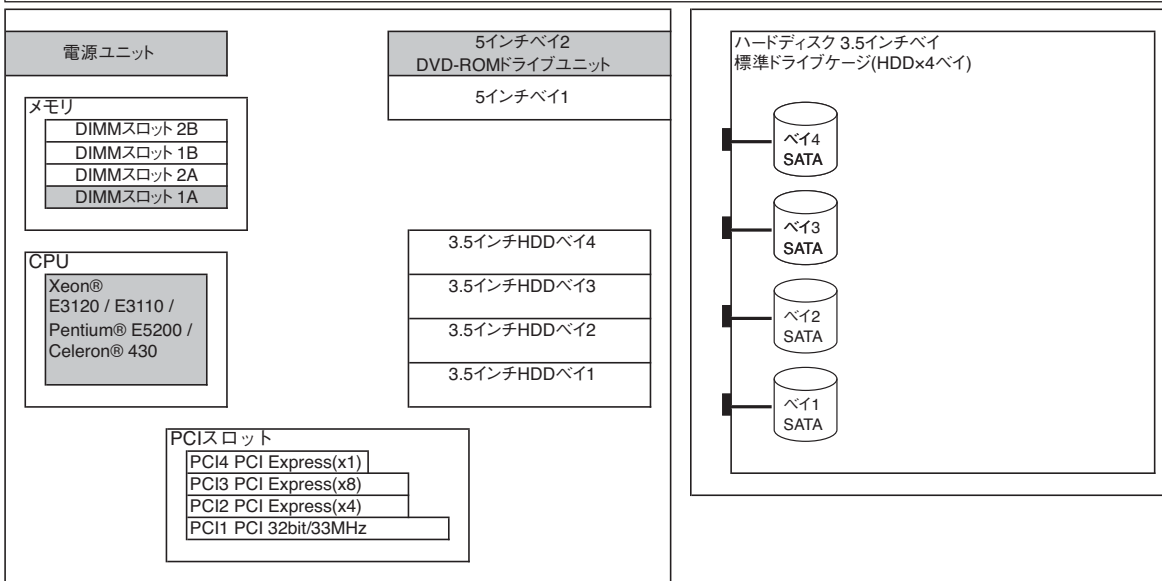 電源ユニット
5インチベイ2
DVD-ROMドライブユニット
5インチベイ1
メモリ
DIMMスロット 2B
DIMMスロット 1B
DIMMスロット 2A
DIMMスロット 1A
CPU
Xeon®
E3120 / E3110 /
Pentium® E5200 /
Celeron® 430
3.5インチHDDベイ4
3.5インチHDDベイ3
3.5インチHDDベイ2
3.5インチHDDベイ1
PCIスロット
PCI4 PCI Express(x1)
PCI3 PCI Express(x8)
PCI2 PCI Express(x4)
PCI1 PCI 32bit/33MHz
ハードディスク 3.5インチベイ
標準ドライブケージ(HDD×4ベイ)
ベイ4
SATA
ベイ3
SATA
ベイ2
SATA
ベイ1
SATA